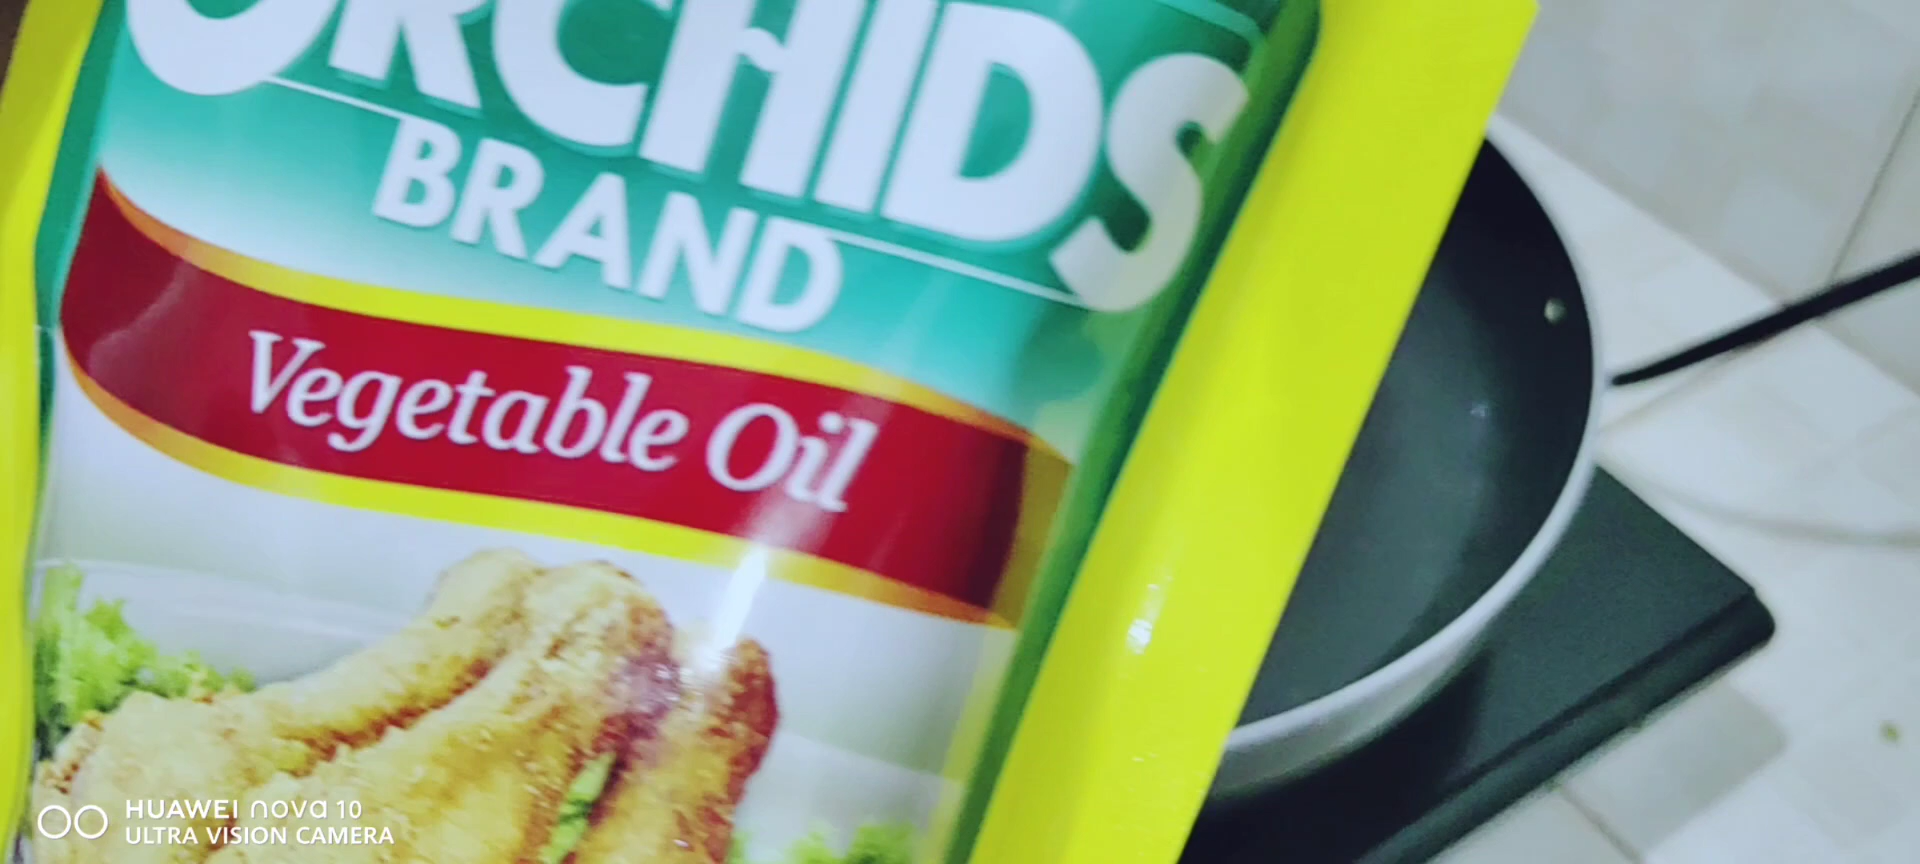 ORCHIDS
BRAND
Vegetable Oil
HUAWEI nova 10
ULTRA VISION CAMERA